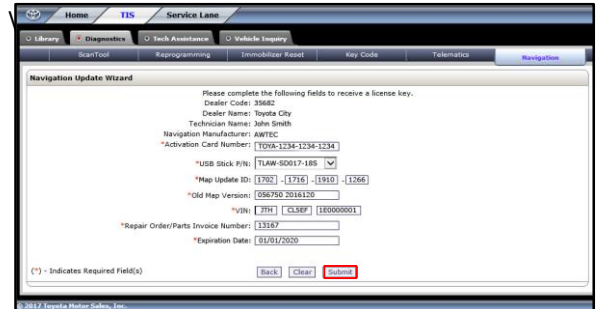 Home TIS Service Lane
Library Diagnostics Tech Assistance Vehicle Inquiry
ScanTool Reprogramming Immobilizer Reset Key Code Telematics Navigation
Navigation Update Wizard
Please complete the following fields to receive a license key.
Dealer Code: 35682
Dealer Name: Toyota City
Technician Name: John Smith
Navigation Manufacturer: AWTEC
*Activation Card Number: TOYA-1234-1234-1234
*USB Stick P/N: TLAW-SD017-18S
*Map Update ID: 1702 - 1716 - 1910 - 1266
*Old Map Version: 056750 2016120
*VIN: JTH CLSEF 1E0000001
*Repair Order/Parts Invoice Number: 13167
*Expiration Date: 01/01/2020
(*) - Indicates Required Field(s) Back Clear Submit
© 2017 Toyota Motor Sales, Inc.